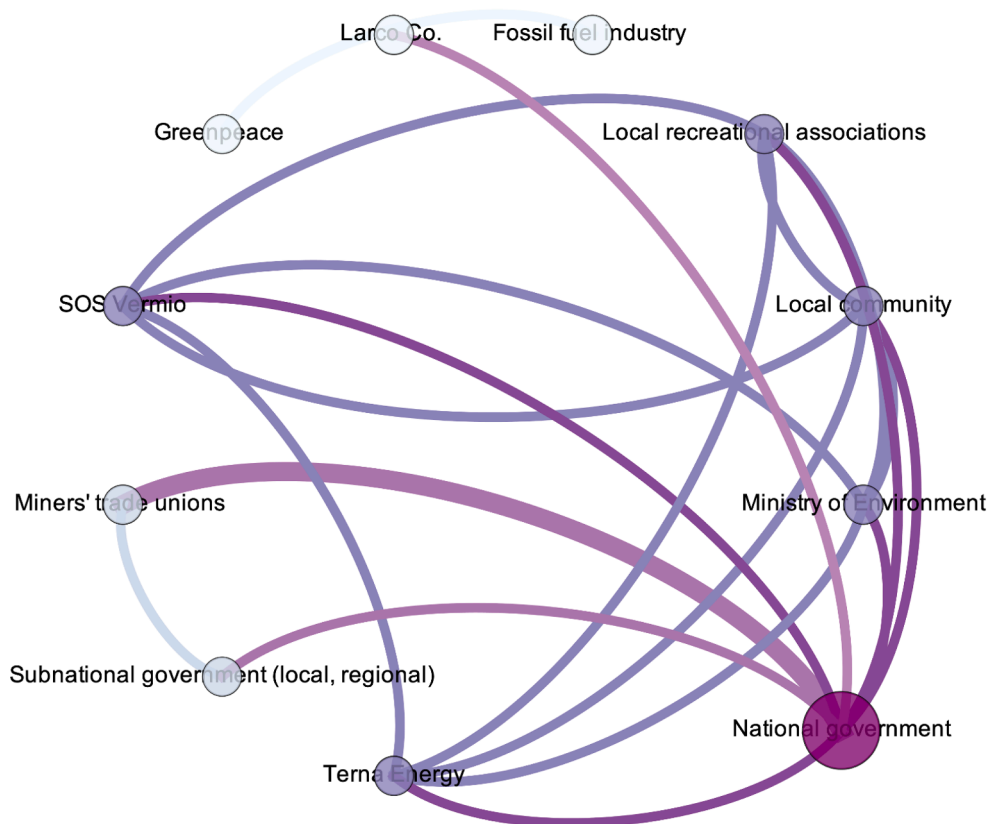 Larco Co.
Fossil fuel industry
Greenpeace
Local recreational associations
SOS Vermio
Local community
Miners' trade unions
Ministry of Environment
Subnational government (local, regional)
National government
Terna Energy